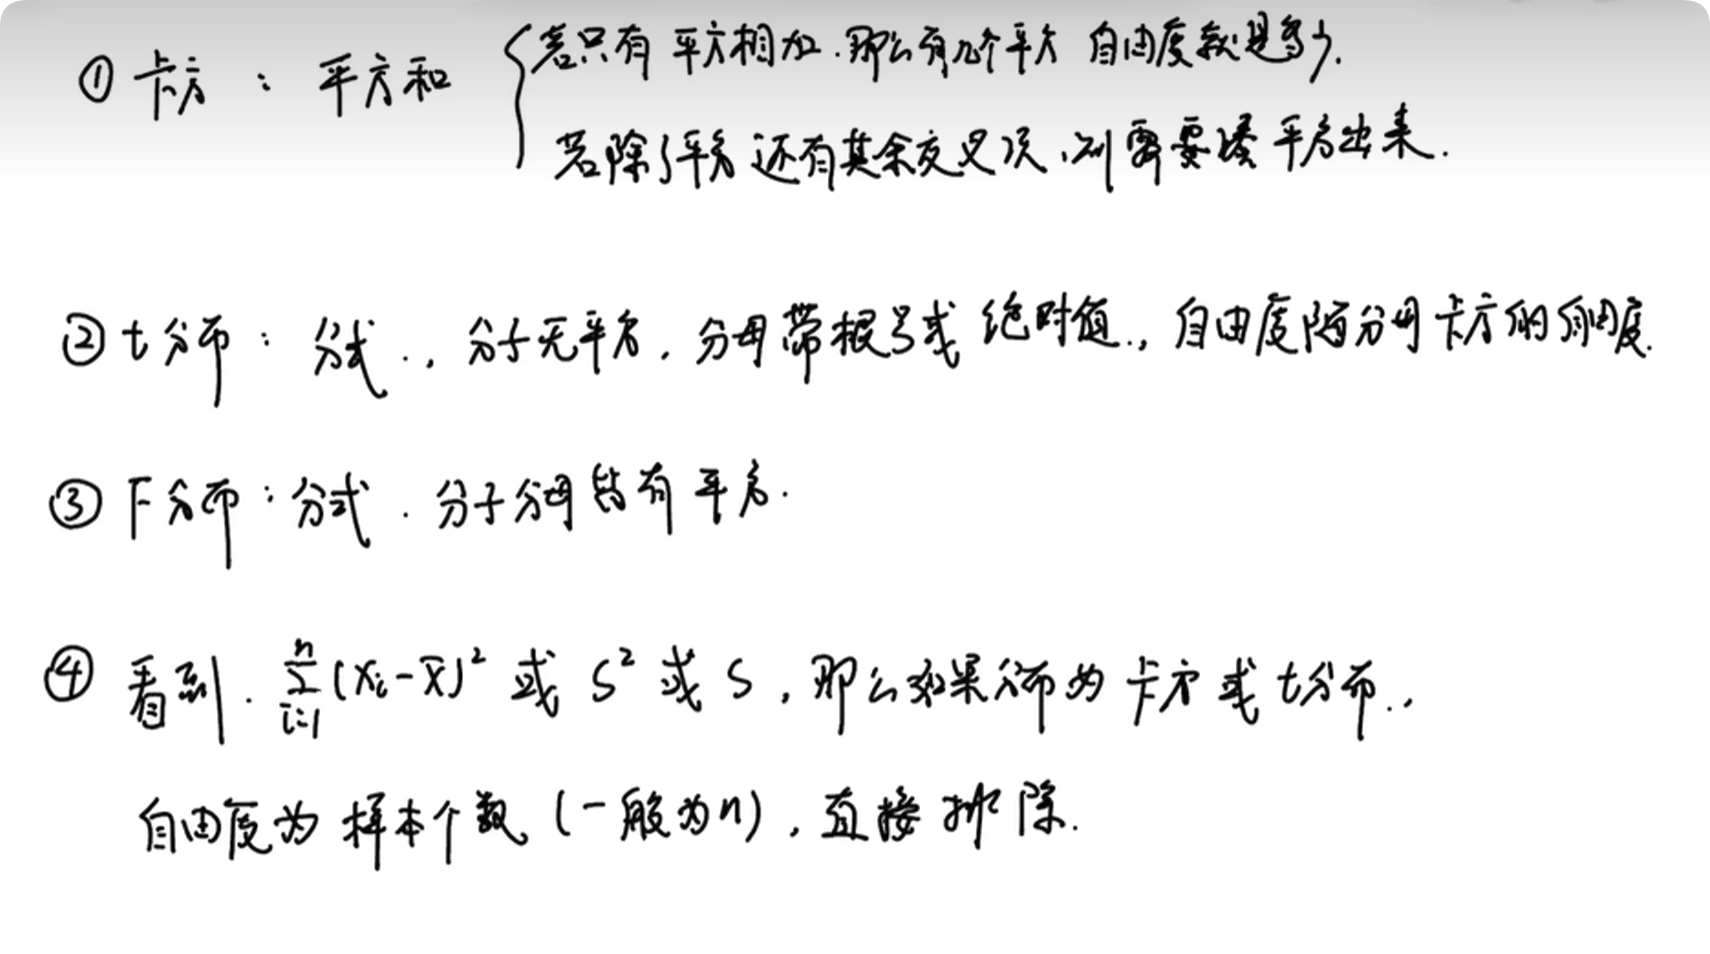 ① 卡方：平方和 { 若只有平方相加.那么有几个平方 自由度就是多少.
若除了平方还有其余交叉项,则需要凑平方出来.
② t分布：分式.,分子无平方,分母带根号或绝对值.,自由度随分母卡方的自由度.
③ F分布：分式.分子分母皆有平方.
④ 看到.∑_{i=1}^{n}(Xi-X̄)² 或 S² 或 S,那么如果分布为卡方或t分布.,
自由度为样本个数(一般为n),直接排除.